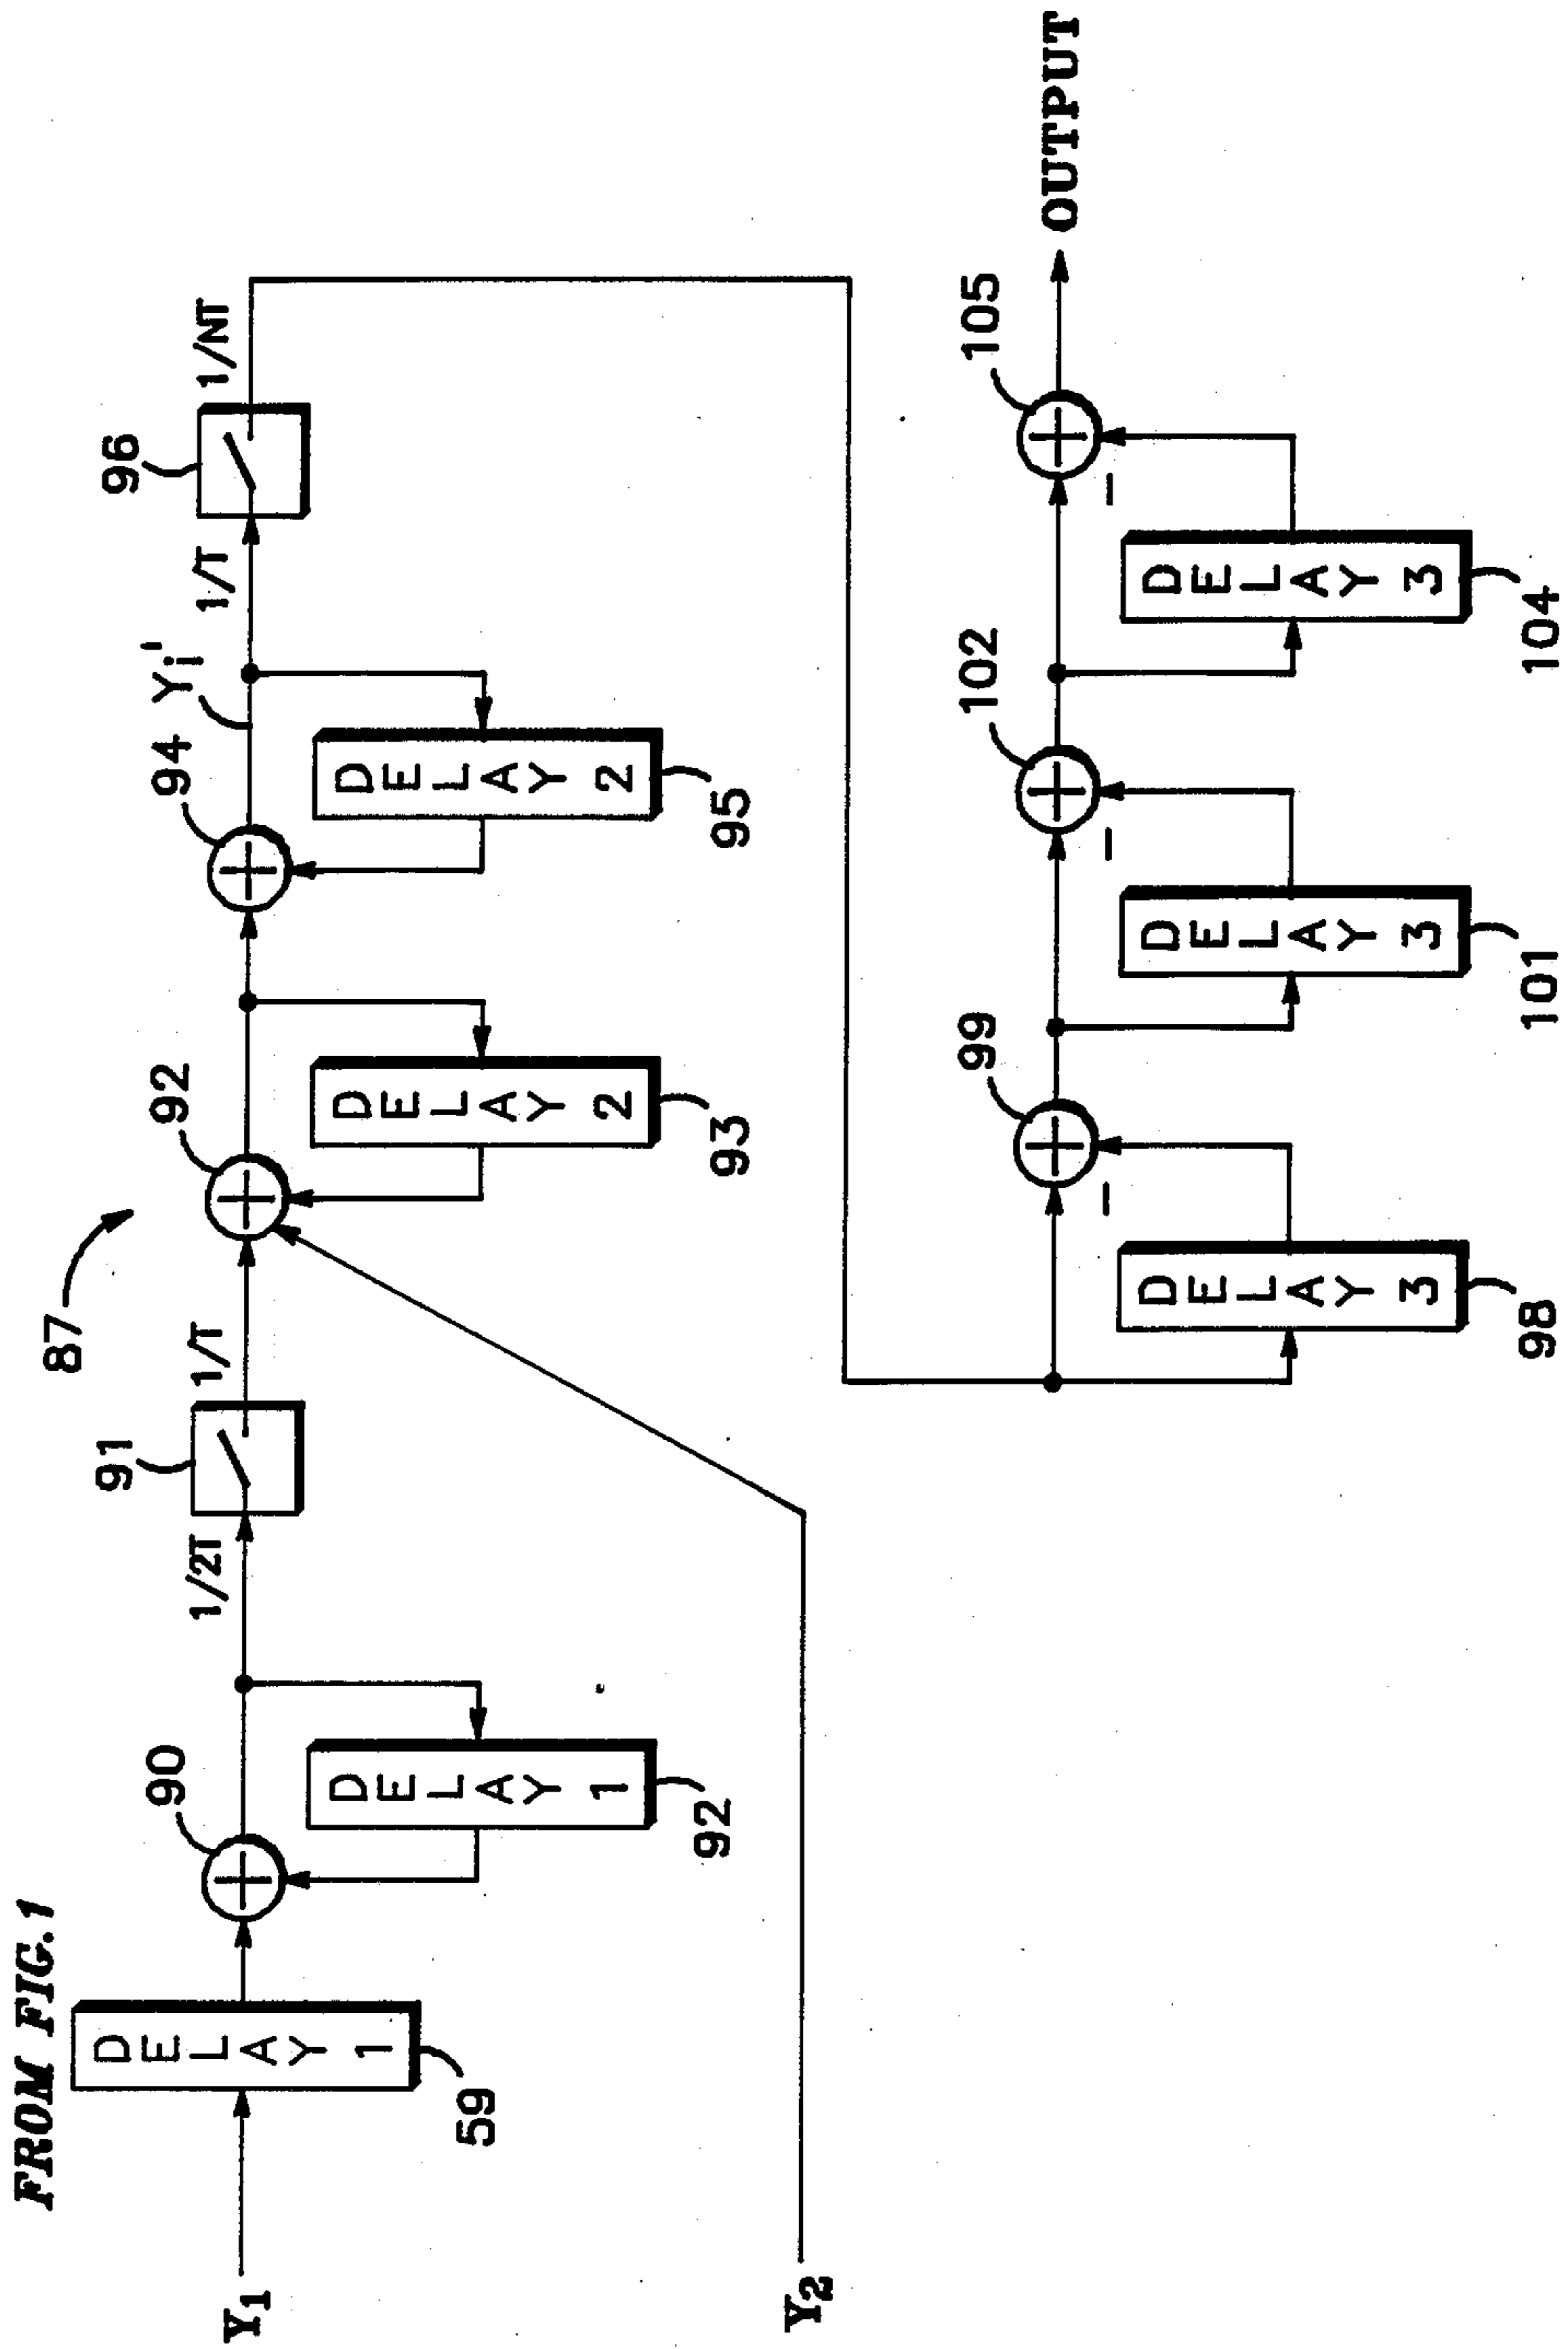 FROM FIG.1
Y1
DELAY 1
59
90
DELAY 1
92
1/2T
91
1/T
87
92
DELAY 2
93
94
Yi'
DELAY 2
95
1/T
96
1/NT
Y2
DELAY 3
98
99
DELAY 3
101
102
DELAY 3
104
105
OUTPUT